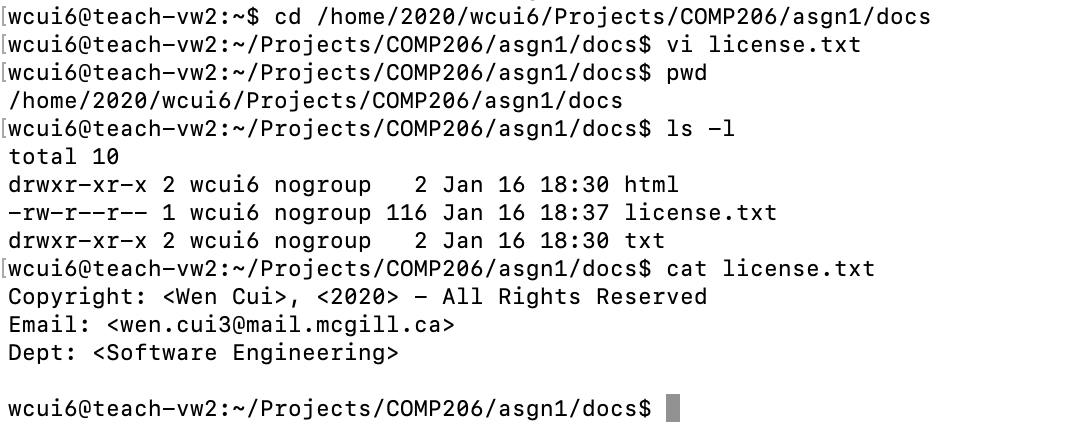 [wcui6@teach-vw2:~$ cd /home/2020/wcui6/Projects/COMP206/asgn1/docs
[wcui6@teach-vw2:~/Projects/COMP206/asgn1/docs$ vi license.txt
[wcui6@teach-vw2:~/Projects/COMP206/asgn1/docs$ pwd
/home/2020/wcui6/Projects/COMP206/asgn1/docs
[wcui6@teach-vw2:~/Projects/COMP206/asgn1/docs$ ls -l
total 10
drwxr-xr-x 2 wcui6 nogroup   2 Jan 16 18:30 html
-rw-r--r-- 1 wcui6 nogroup 116 Jan 16 18:37 license.txt
drwxr-xr-x 2 wcui6 nogroup   2 Jan 16 18:30 txt
[wcui6@teach-vw2:~/Projects/COMP206/asgn1/docs$ cat license.txt
Copyright: <Wen Cui>, <2020> - All Rights Reserved
Email: <wen.cui3@mail.mcgill.ca>
Dept: <Software Engineering>
wcui6@teach-vw2:~/Projects/COMP206/asgn1/docs$